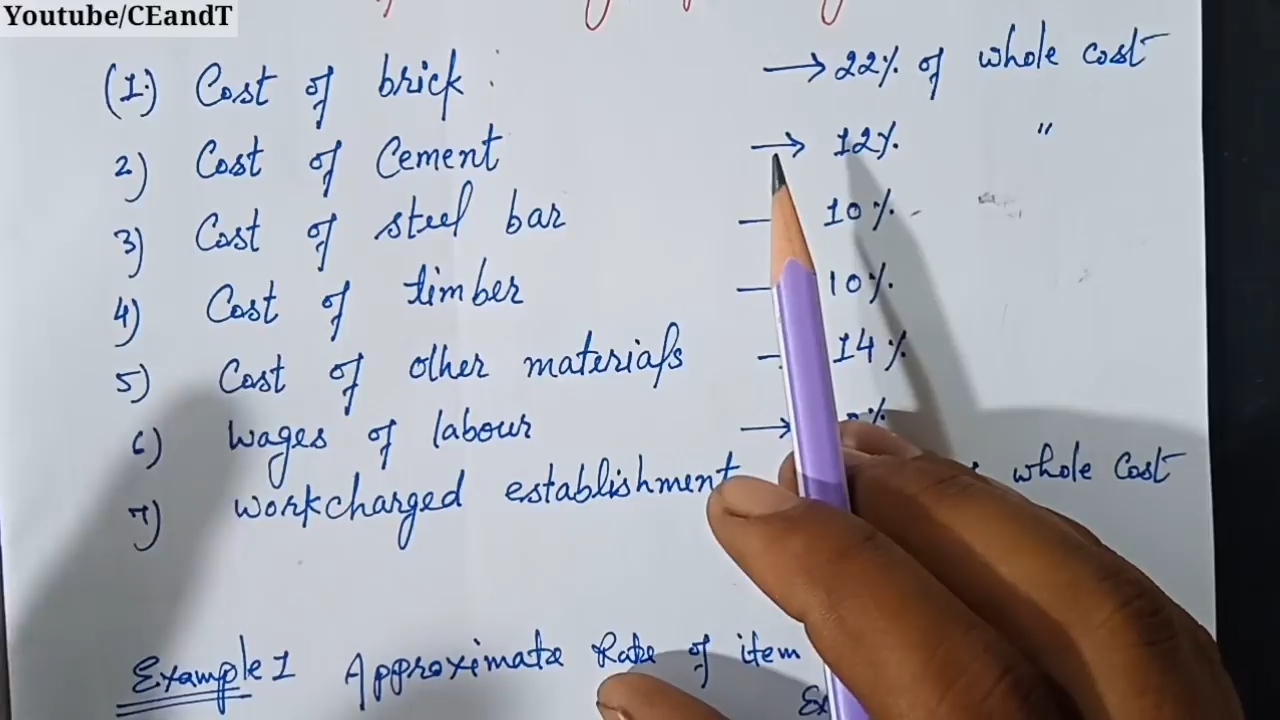 Youtube/CEandT
(1.) Cost of brick : → 22% of whole cost
2) Cost of Cement → 12% "
3) Cost of steel bar — 10%
4) Cost of timber — 10%
5) Cost of other materials - 14%
6) Wages of labour → %
7) workcharged establishment whole Cost
Example 1 Approximate Rate of item